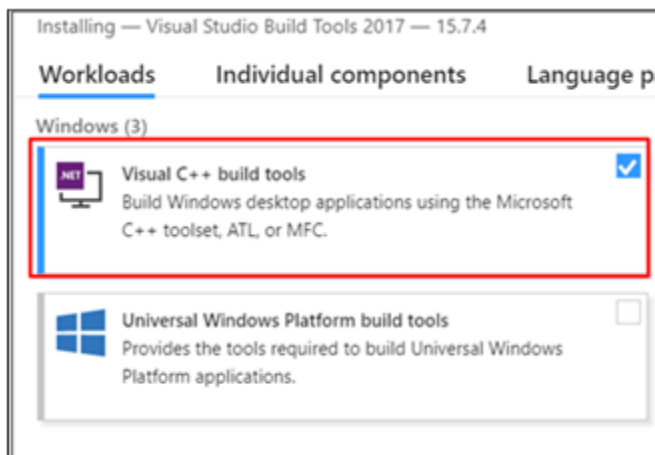 Installing — Visual Studio Build Tools 2017 — 15.7.4
Workloads Individual components Language pa
Windows (3)
.NET
Visual C++ build tools
Build Windows desktop applications using the Microsoft
C++ toolset, ATL, or MFC.
Universal Windows Platform build tools
Provides the tools required to build Universal Windows
Platform applications.